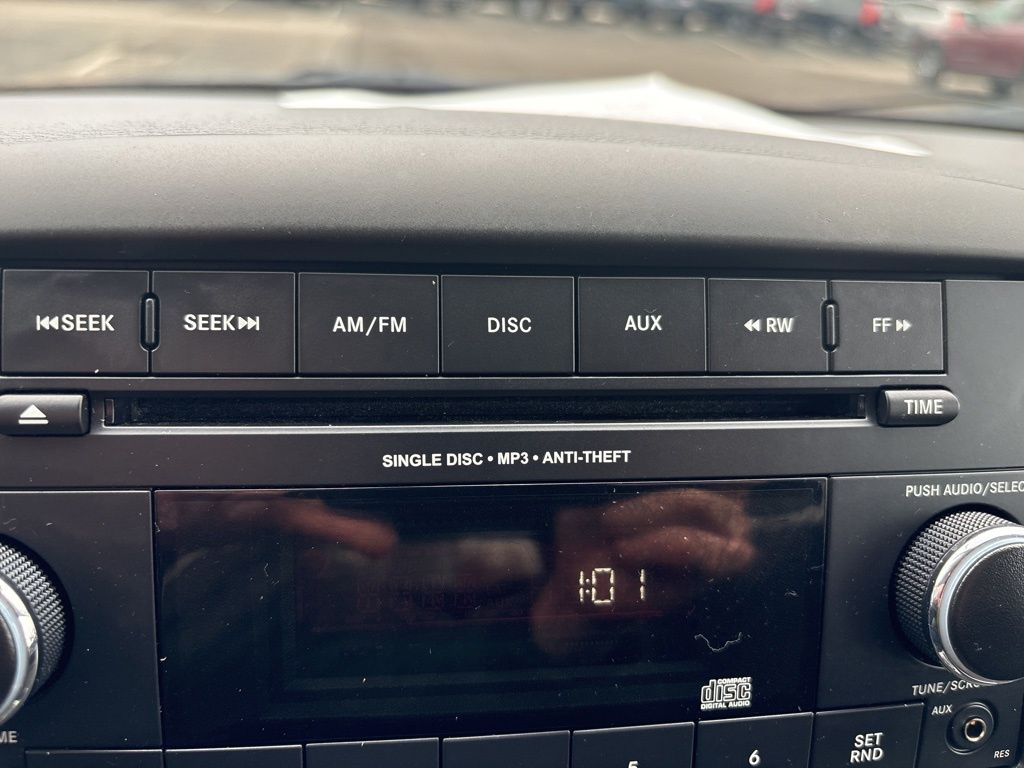 ⏮SEEK SEEK⏭ AM/FM DISC AUX ◀◀ RW FF ▶▶
TIME
SINGLE DISC • MP3 • ANTI-THEFT
PUSH AUDIO/SELEC
1:01
COMPACT
disc
DIGITAL AUDIO
TUNE/SCRO
AUX
ME
5 6 SET
RND
RES